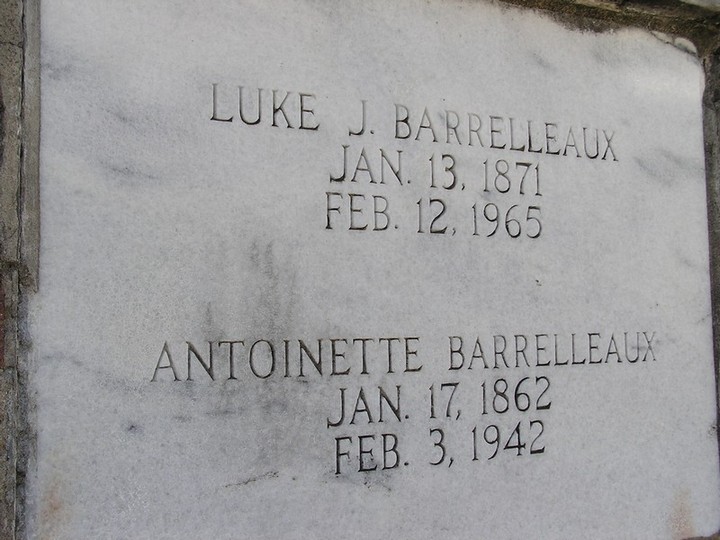 LUKE J. BARRELLEAUX
JAN. 13, 1871
FEB. 12, 1965
ANTOINETTE BARRELLEAUX
JAN. 17, 1862
FEB. 3, 1942